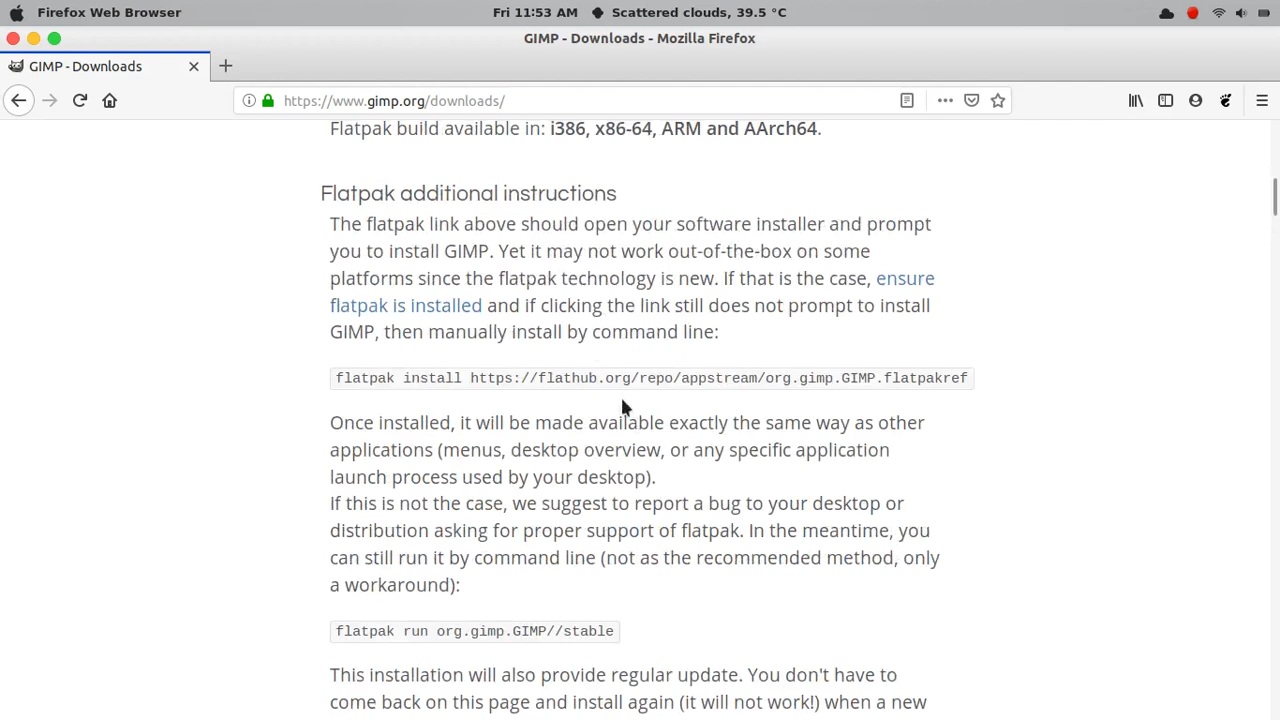 Firefox Web Browser
Fri 11:53 AM
Scattered clouds, 39.5 °C
GIMP - Downloads - Mozilla Firefox
GIMP - Downloads
https://www.gimp.org/downloads/
Flatpak build available in: i386, x86-64, ARM and AArch64.
Flatpak additional instructions
The flatpak link above should open your software installer and prompt
you to install GIMP. Yet it may not work out-of-the-box on some
platforms since the flatpak technology is new. If that is the case, ensure
flatpak is installed and if clicking the link still does not prompt to install
GIMP, then manually install by command line:
flatpak install https://flathub.org/repo/appstream/org.gimp.GIMP.flatpakref
Once installed, it will be made available exactly the same way as other
applications (menus, desktop overview, or any specific application
launch process used by your desktop).
If this is not the case, we suggest to report a bug to your desktop or
distribution asking for proper support of flatpak. In the meantime, you
can still run it by command line (not as the recommended method, only
a workaround):
flatpak run org.gimp.GIMP//stable
This installation will also provide regular update. You don't have to
come back on this page and install again (it will not work!) when a new